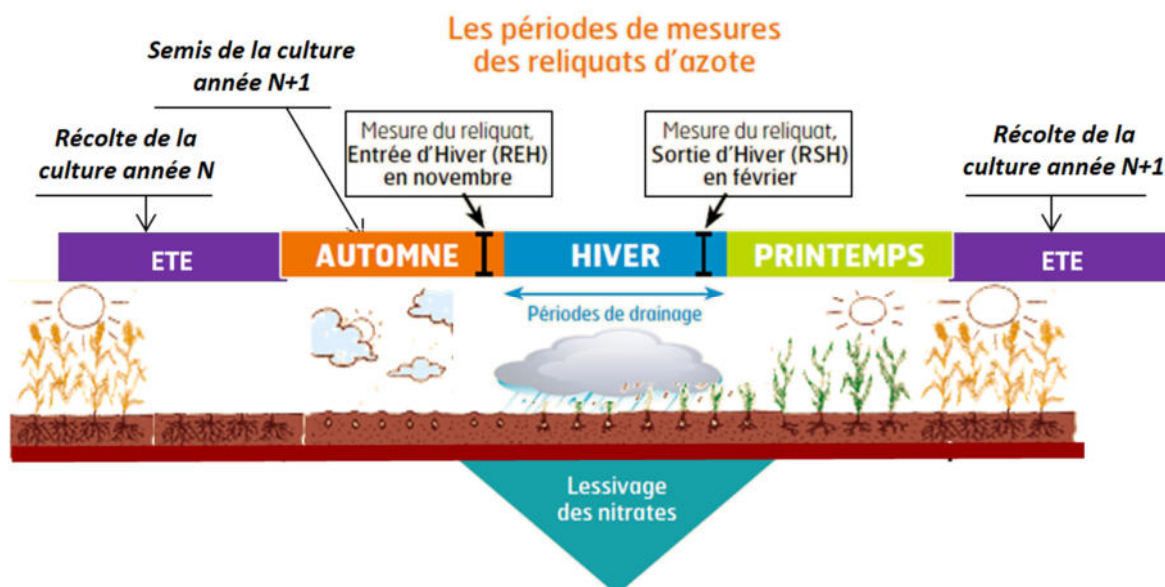 Les périodes de mesures
des reliquats d'azote
Semis de la culture
année N+1
Récolte de la
culture année N
Mesure du reliquat,
Entrée d'Hiver (REH)
en novembre
Mesure du reliquat,
Sortie d'Hiver (RSH)
en février
Récolte de la
culture année N+1
ETE
AUTOMNE
HIVER
PRINTEMPS
ETE
Périodes de drainage
Lessivage
des nitrates